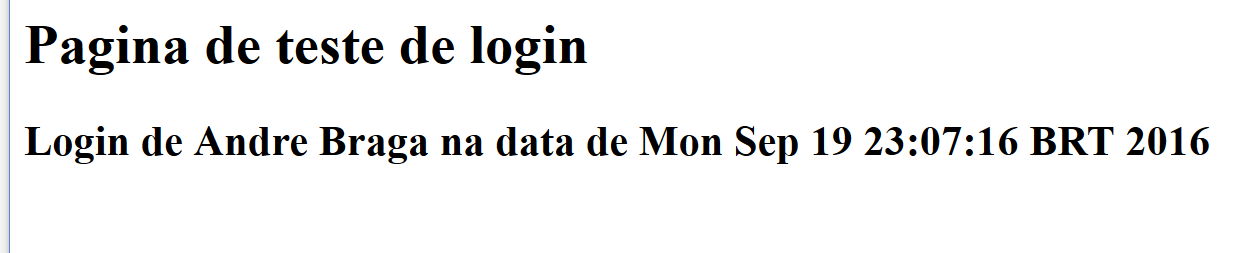 Pagina de teste de login
Login de Andre Braga na data de Mon Sep 19 23:07:16 BRT 2016